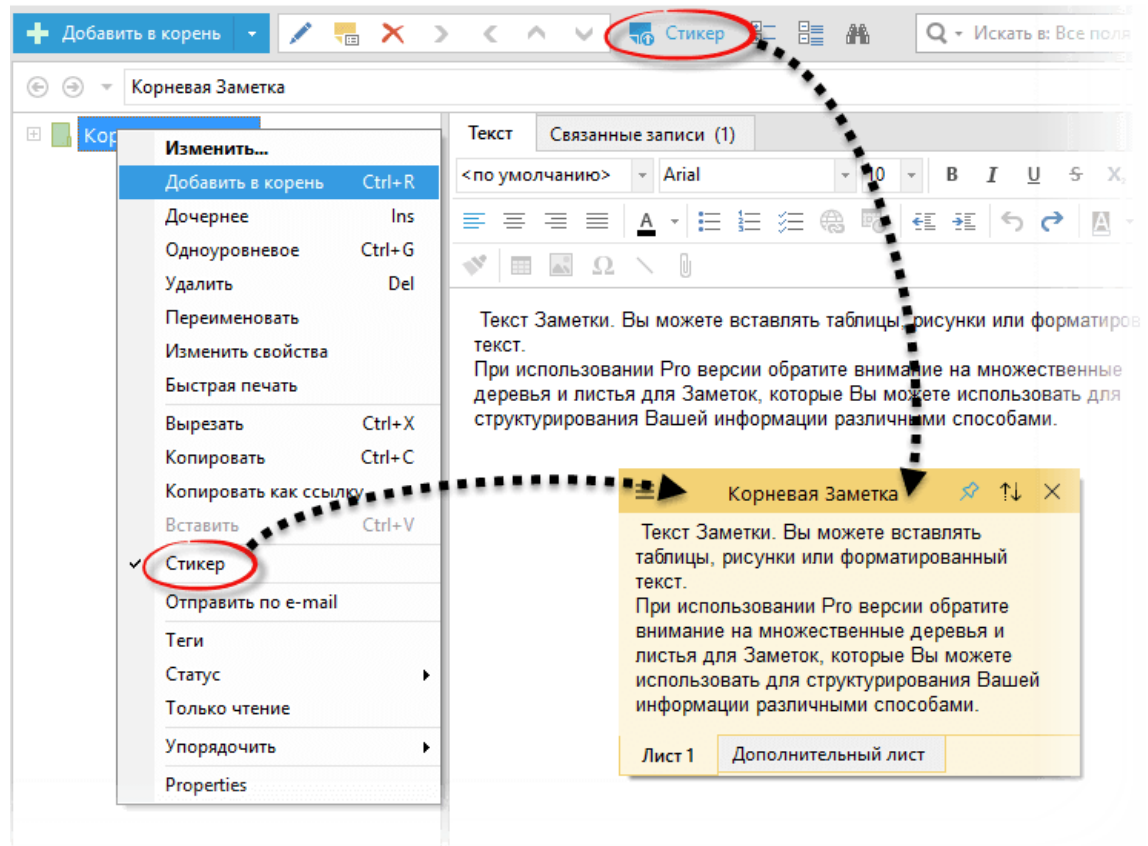 Добавить в корень
Стикер
Искать в: Все поля
Корневая Заметка
Изменить...
Добавить в корень Ctrl+R
Дочернее Ins
Одноуровневое Ctrl+G
Удалить Del
Переименовать
Изменить свойства
Быстрая печать
Вырезать Ctrl+X
Копировать Ctrl+C
Копировать как ссылку
Вставить Ctrl+V
Стикер
Отправить по e-mail
Теги
Статус
Только чтение
Упорядочить
Properties
Текст Связанные записи (1)
<по умолчанию> Arial 10 B I U S X,
A A
Ω
Текст Заметки. Вы можете вставлять таблицы, рисунки или форматиров
текст.
При использовании Pro версии обратите внимание на множественные
деревья и листья для Заметок, которые Вы можете использовать для
структурирования Вашей информации различными способами.
Корневая Заметка
Текст Заметки. Вы можете вставлять
таблицы, рисунки или форматированный
текст.
При использовании Pro версии обратите
внимание на множественные деревья и
листья для Заметок, которые Вы можете
использовать для структурирования Вашей
информации различными способами.
Лист 1 Дополнительный лист